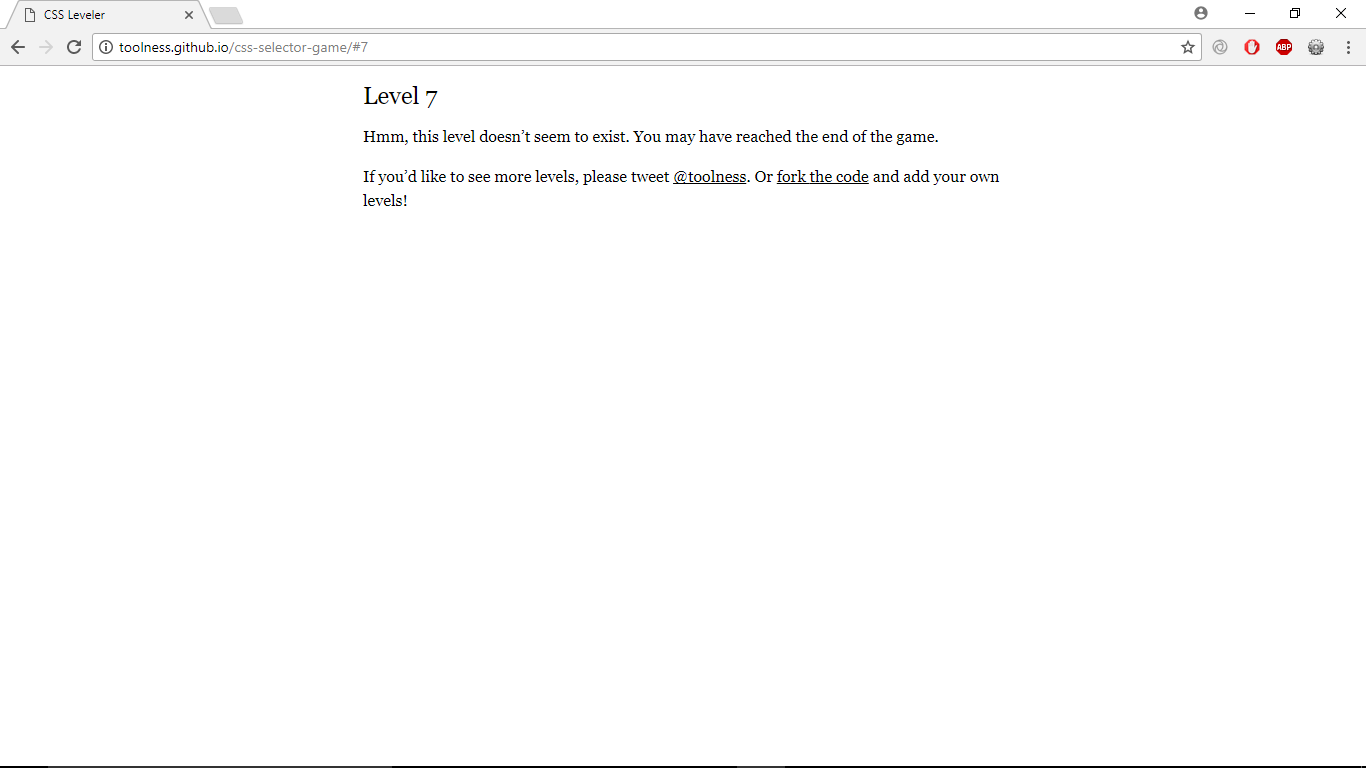 CSS Leveler
toolness.github.io/css-selector-game/#7
ABP
Level 7
Hmm, this level doesn’t seem to exist. You may have reached the end of the game.
If you’d like to see more levels, please tweet @toolness. Or fork the code and add your own
levels!